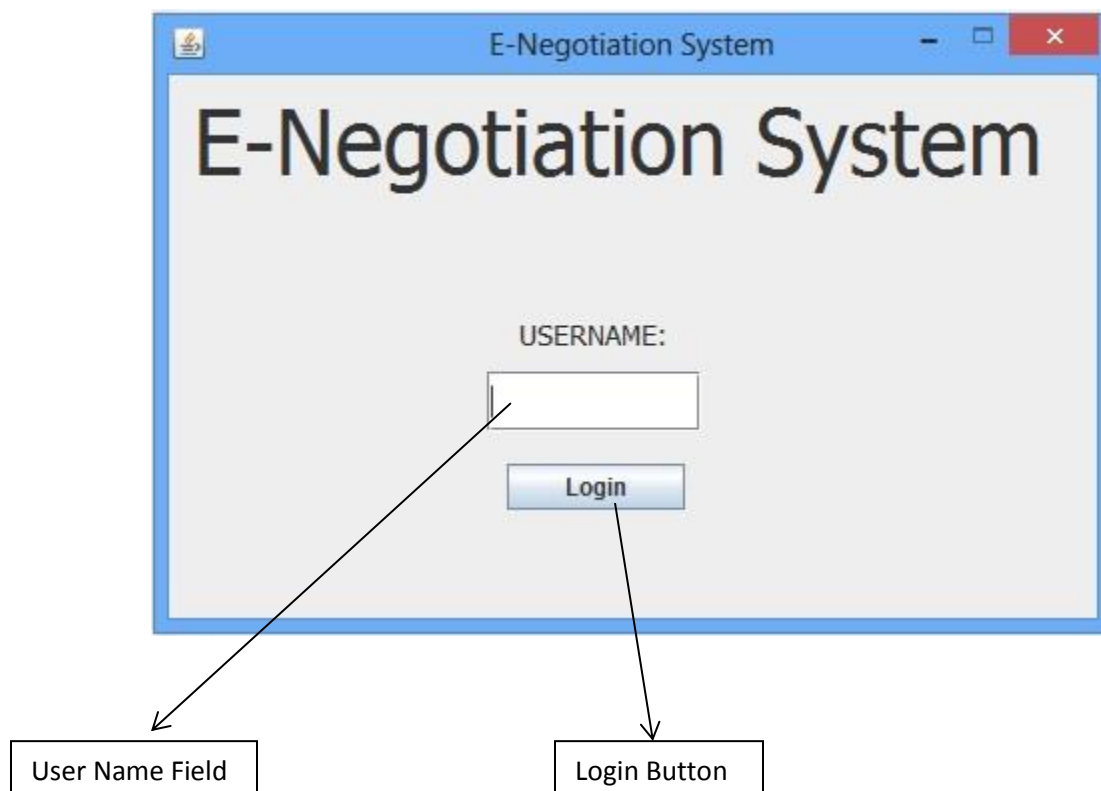 E-Negotiation System
E-Negotiation System
USERNAME:
Login
User Name Field
Login Button